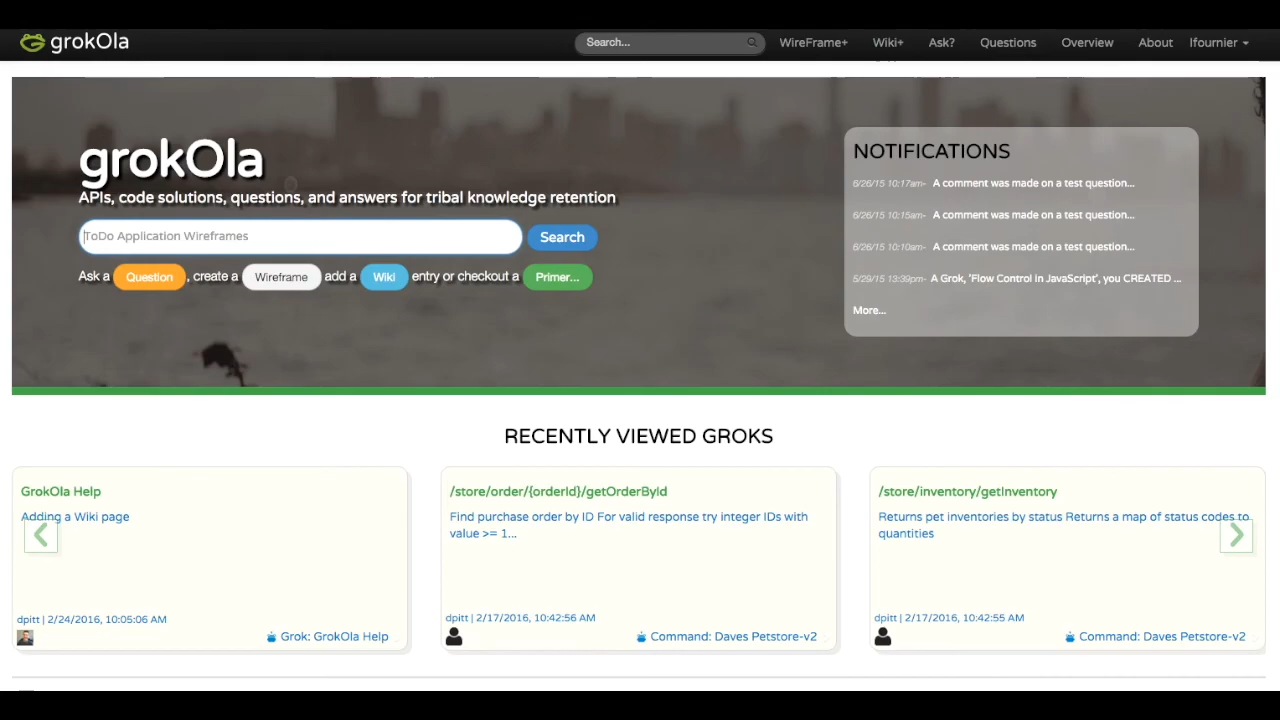 grokOla
Search...
WireFrame+
Wiki+
Ask?
Questions
Overview
About
lfournier
grokOla
APIs, code solutions, questions, and answers for tribal knowledge retention
ToDo Application Wireframes
Search
Ask a Question, create a Wireframe add a Wiki entry or checkout a Primer...
NOTIFICATIONS
6/26/15 10:17am- A comment was made on a test question...
6/26/15 10:15am- A comment was made on a test question...
6/26/15 10:10am- A comment was made on a test question...
5/29/15 13:39pm- A Grok, 'Flow Control in JavaScript', you CREATED ...
More...
RECENTLY VIEWED GROKS
GrokOla Help
Adding a Wiki page
dpitt | 2/24/2016, 10:05:06 AM
Grok: GrokOla Help
/store/order/{orderId}/getOrderById
Find purchase order by ID For valid response try integer IDs with
value >= 1...
dpitt | 2/17/2016, 10:42:56 AM
Command: Daves Petstore-v2
/store/inventory/getInventory
Returns pet inventories by status Returns a map of status codes to
quantities
dpitt | 2/17/2016, 10:42:55 AM
Command: Daves Petstore-v2